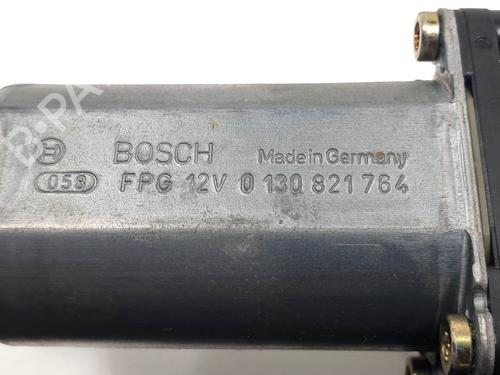 BOSCH Made in Germany
058 FPG 12V 0 130 821 764